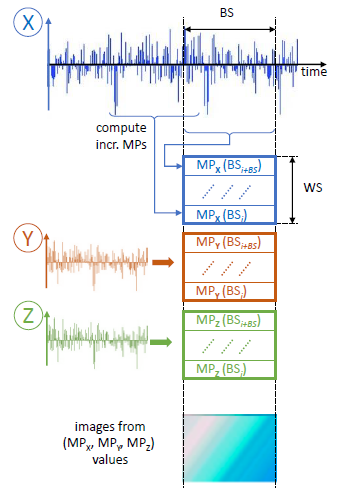 BS
X
time
compute
incr. MPs
MPX (BSi+BS)
WS
MPX (BSi)
Y
MPY (BSi+BS)
MPY (BSi)
Z
MPZ (BSi+BS)
MPZ (BSi)
images from
(MPX, MPY, MPZ)
values